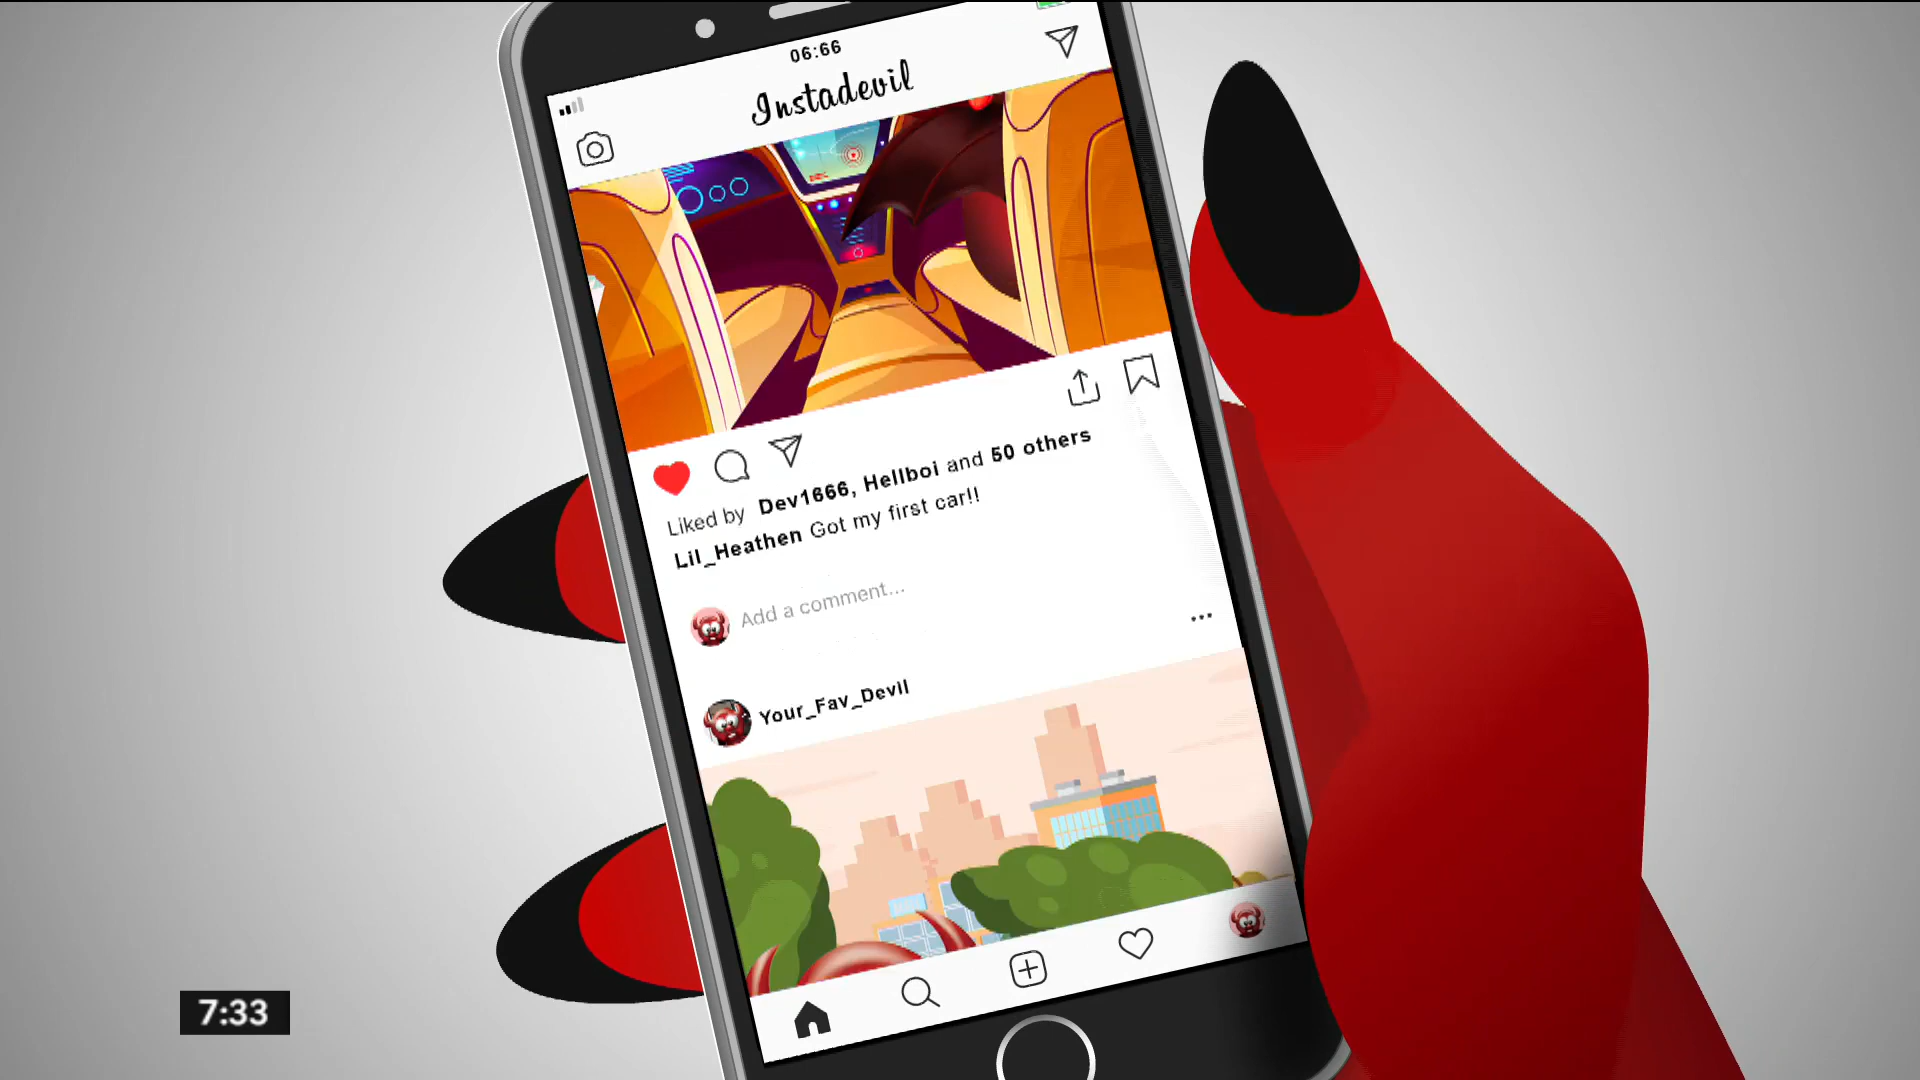 06:66
Instadevil
Liked by Dev1666, Hellboi and 50 others
Lil_Heathen Got my first car!!
Add a comment...
Your_Fav_Devil
7:33